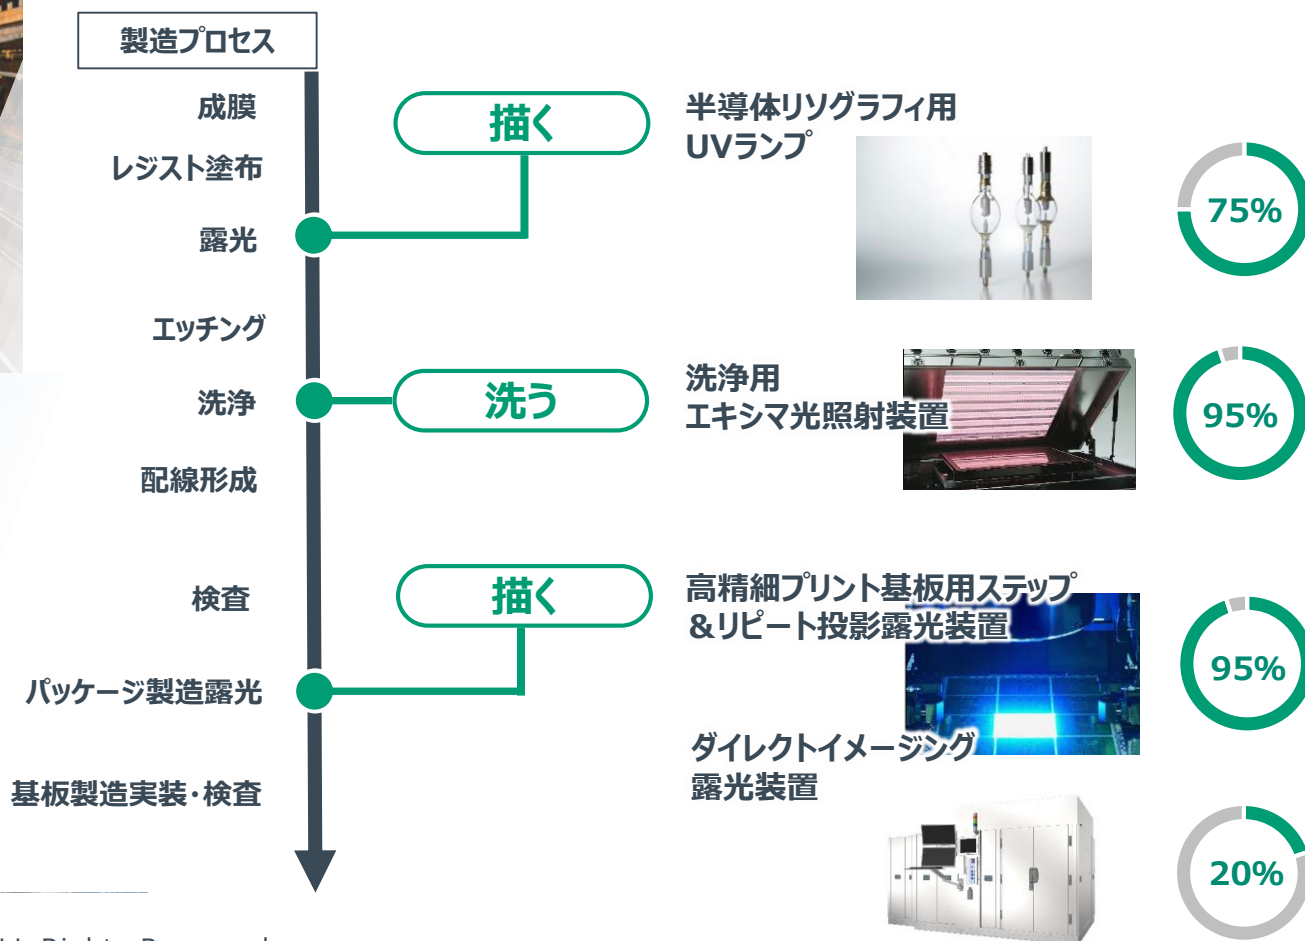 製造プロセス
成膜
レジスト塗布
露光
エッチング
洗浄
配線形成
検査
パッケージ製造露光
基板製造実装・検査
描く
半導体リソグラフィ用
UVランプ
75%
洗う
洗浄用
エキシマ光照射装置
95%
描く
高精細プリント基板用ステップ
&リピート投影露光装置
95%
ダイレクトイメージング
露光装置
20%